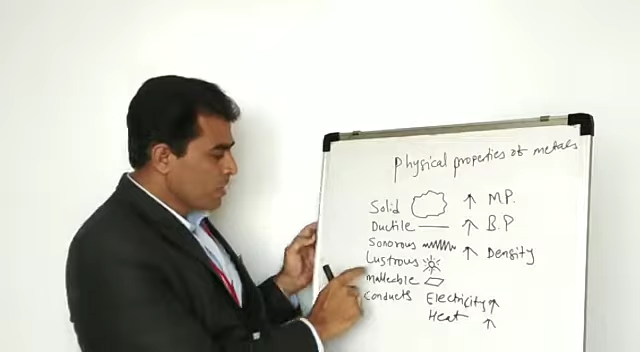 Physical properties of metals
Solid ↑ M.P.
Ductile ↑ B.P
Sonorous ↑ Density
Lustrous
malleable
Conducts Electricity ↑
Heat ↑